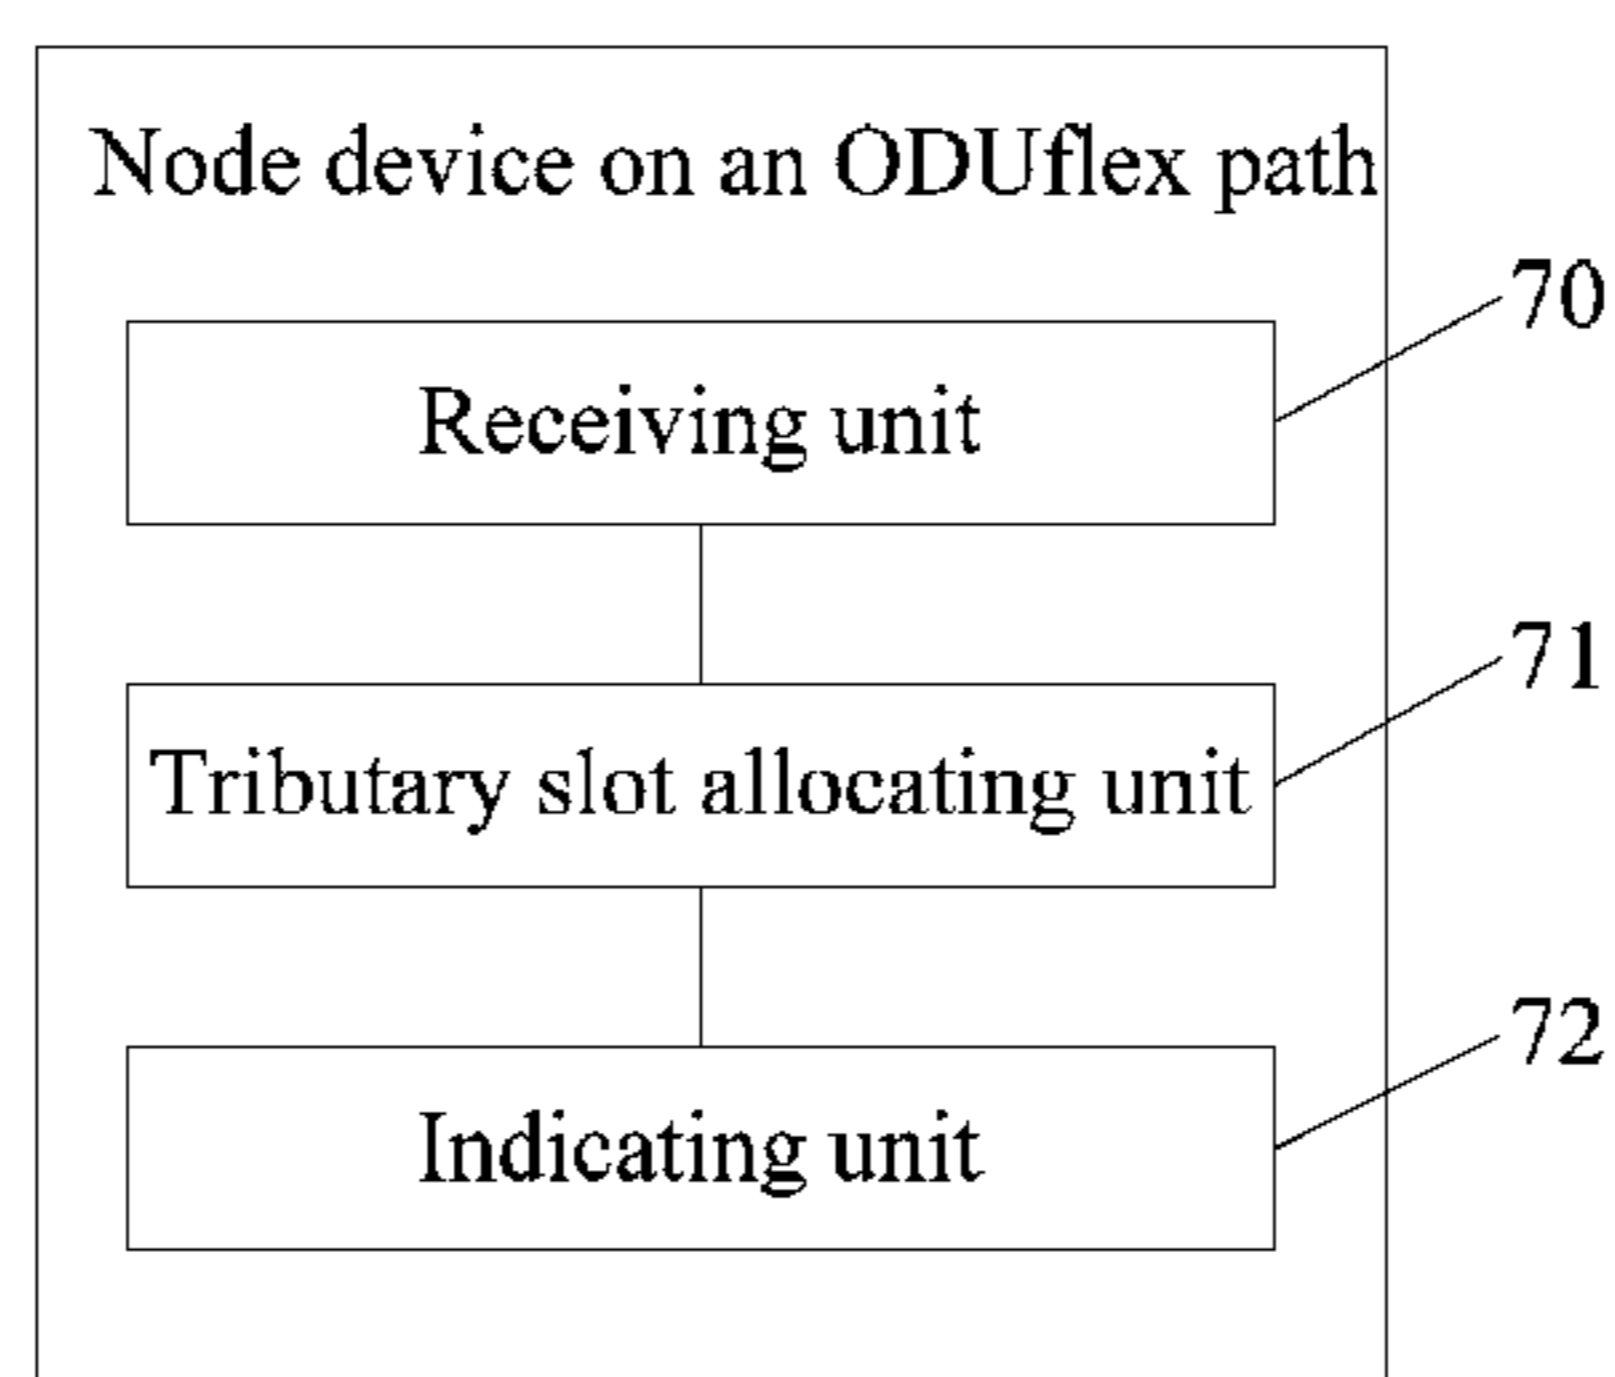 Node device on an ODUflex path
70
Receiving unit
71
Tributary slot allocating unit
72
Indicating unit